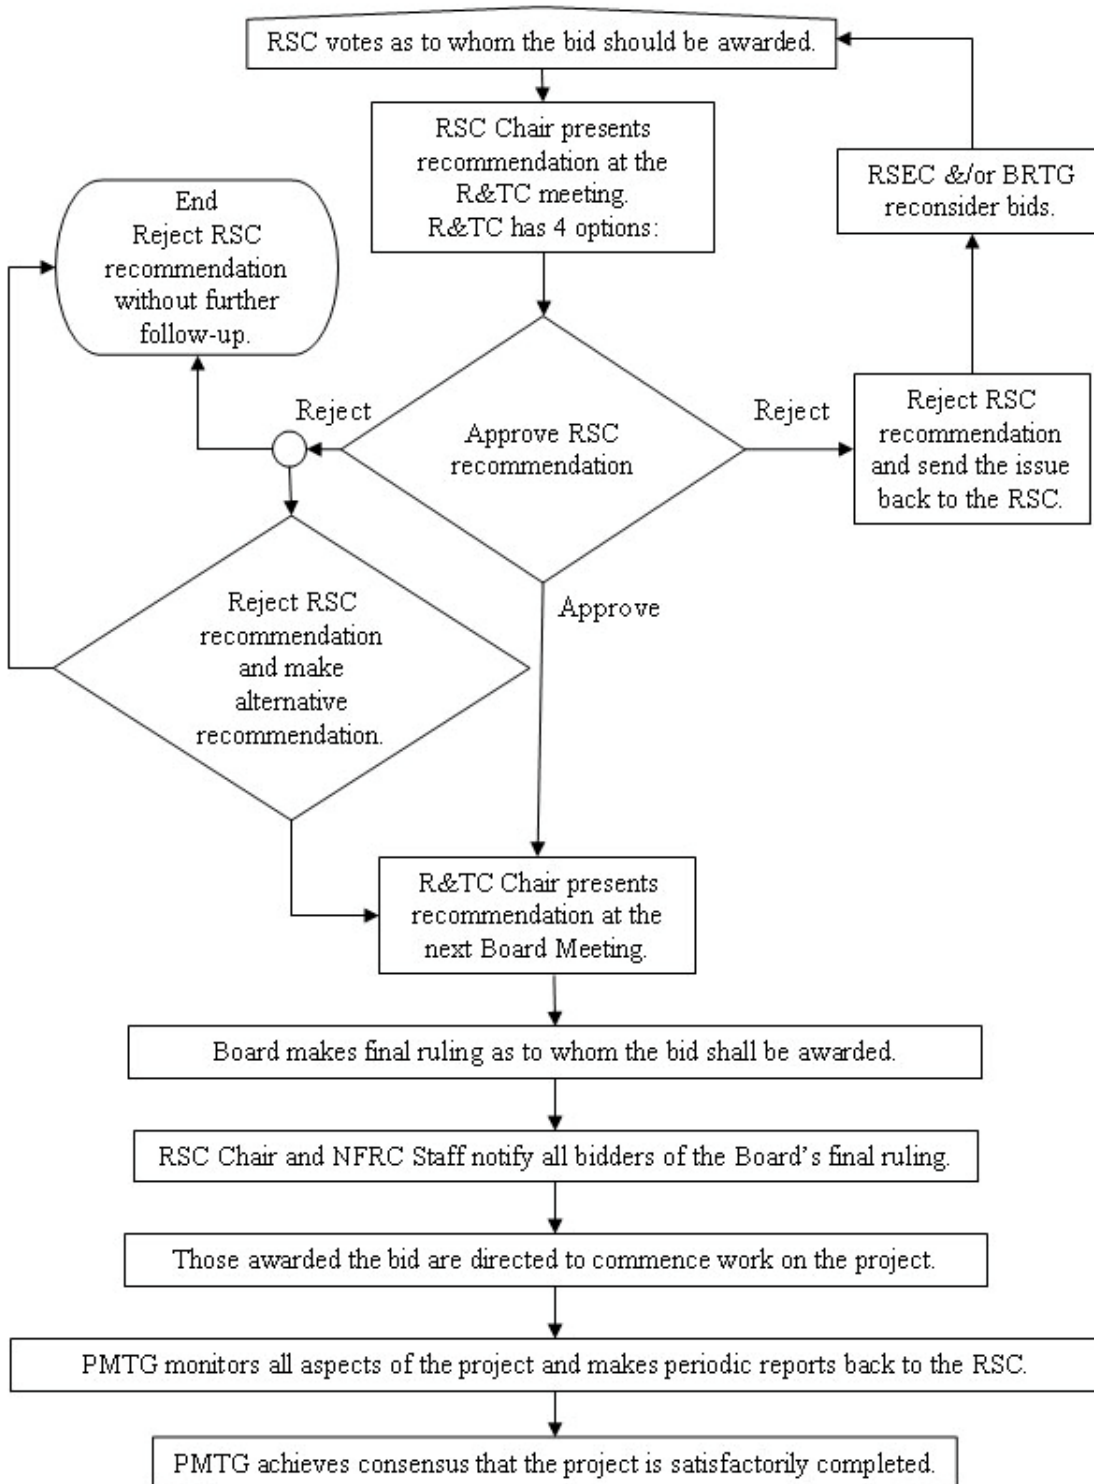 RSC votes as to whom the bid should be awarded.
RSC Chair presents
recommendation at the
R&TC meeting.
R&TC has 4 options:
RSEC &/or BRTG
reconsider bids.
End
Reject RSC
recommendation
without further
follow-up.
Reject
Approve RSC
recommendation
Reject
Reject RSC
recommendation
and send the issue
back to the RSC.
Approve
Reject RSC
recommendation
and make
alternative
recommendation.
R&TC Chair presents
recommendation at the
next Board Meeting.
Board makes final ruling as to whom the bid shall be awarded.
RSC Chair and NFRC Staff notify all bidders of the Board's final ruling.
Those awarded the bid are directed to commence work on the project.
PMTG monitors all aspects of the project and makes periodic reports back to the RSC.
PMTG achieves consensus that the project is satisfactorily completed.